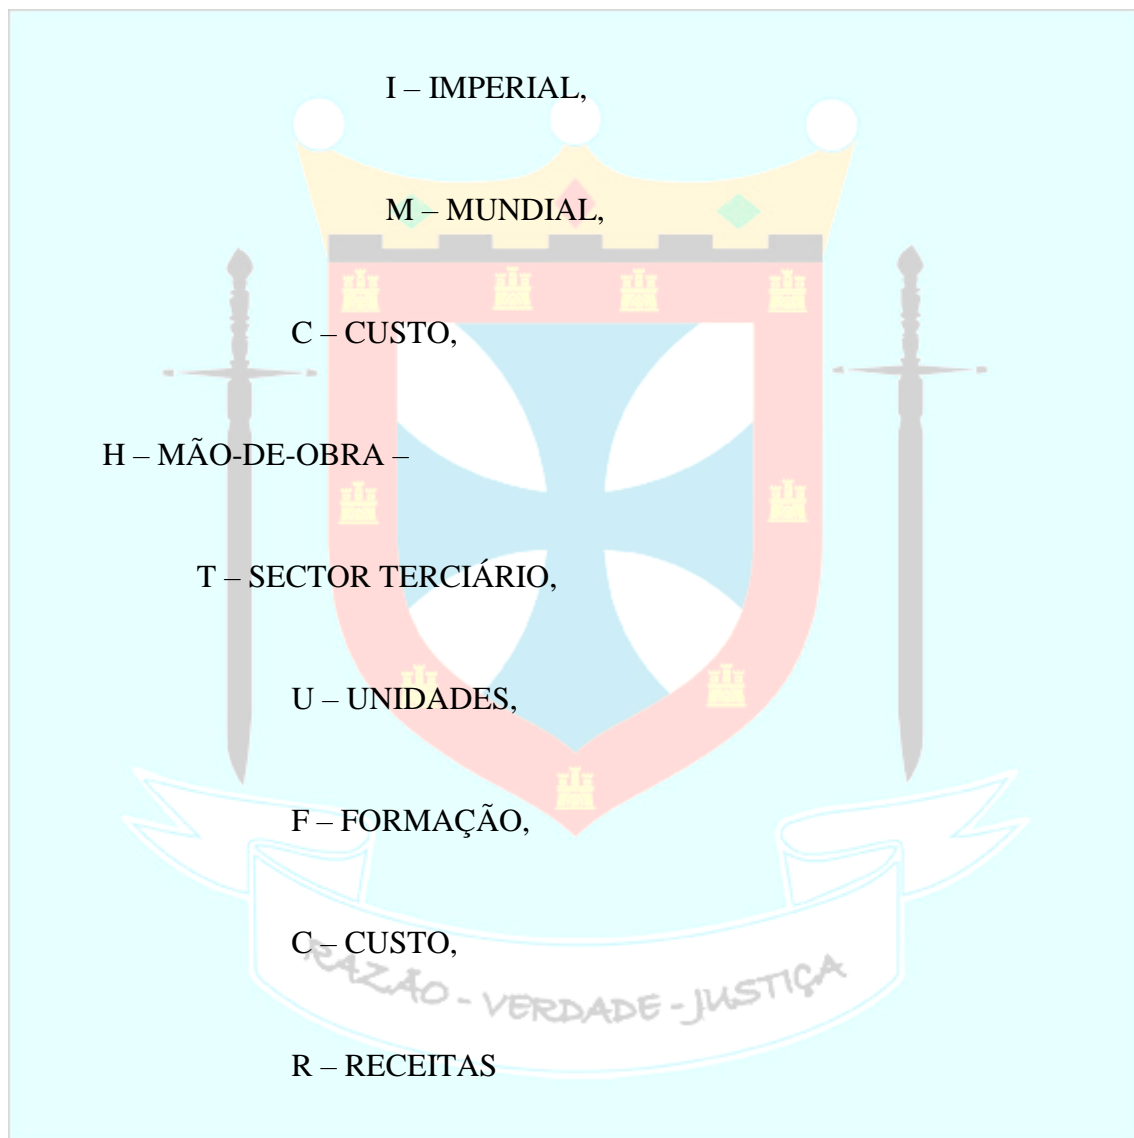 I – IMPERIAL,
M – MUNDIAL,
C – CUSTO,
H – MÃO-DE-OBRA –
T – SECTOR TERCIÁRIO,
U – UNIDADES,
F – FORMAÇÃO,
C – CUSTO,
RAZÃO - VERDADE - JUSTIÇA
R – RECEITAS